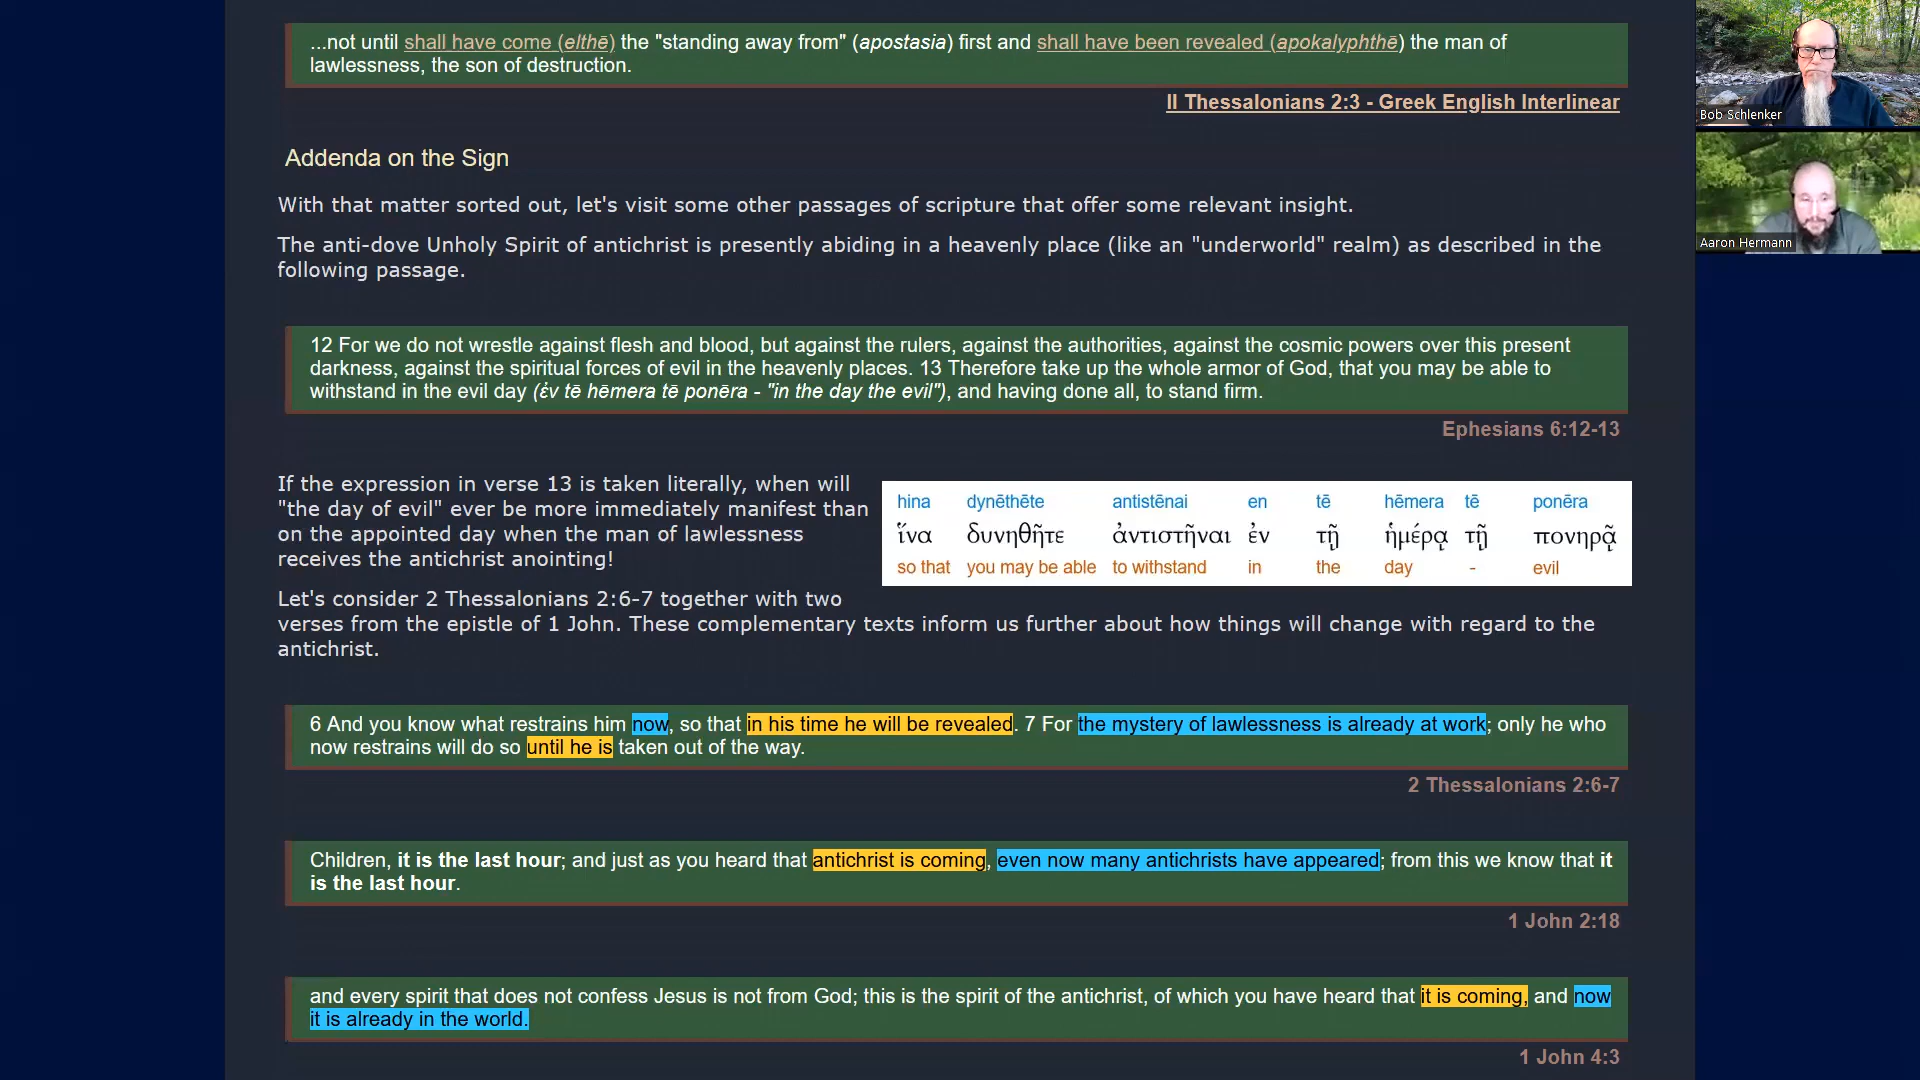 ...not until shall have come (elthē) the "standing away from" (apostasia) first and shall have been revealed (apokalyphthē) the man of
lawlessness, the son of destruction.
II Thessalonians 2:3 - Greek English Interlinear
Addenda on the Sign
With that matter sorted out, let's visit some other passages of scripture that offer some relevant insight.
The anti-dove Unholy Spirit of antichrist is presently abiding in a heavenly place (like an "underworld" realm) as described in the
following passage.
12 For we do not wrestle against flesh and blood, but against the rulers, against the authorities, against the cosmic powers over this present
darkness, against the spiritual forces of evil in the heavenly places. 13 Therefore take up the whole armor of God, that you may be able to
withstand in the evil day (ἐv tē hēmera tē ponēra - "in the day the evil"), and having done all, to stand firm.
Ephesians 6:12-13
If the expression in verse 13 is taken literally, when will
"the day of evil" ever be more immediately manifest than
on the appointed day when the man of lawlessness
receives the antichrist anointing!
hina dynēthēte antistēnai en tē hēmera tē ponēra
ἵνα δυνηθῆτε ἀντιστῆναι ἐν τῇ ἡμέρᾳ τῇ πονηρᾷ
so that you may be able to withstand in the day - evil
Let's consider 2 Thessalonians 2:6-7 together with two
verses from the epistle of 1 John. These complementary texts inform us further about how things will change with regard to the
antichrist.
6 And you know what restrains him now, so that in his time he will be revealed. 7 For the mystery of lawlessness is already at work; only he who
now restrains will do so until he is taken out of the way.
2 Thessalonians 2:6-7
Children, it is the last hour; and just as you heard that antichrist is coming, even now many antichrists have appeared; from this we know that it
is the last hour.
1 John 2:18
and every spirit that does not confess Jesus is not from God; this is the spirit of the antichrist, of which you have heard that it is coming, and now
it is already in the world.
1 John 4:3
Bob Schlenker
Aaron Hermann